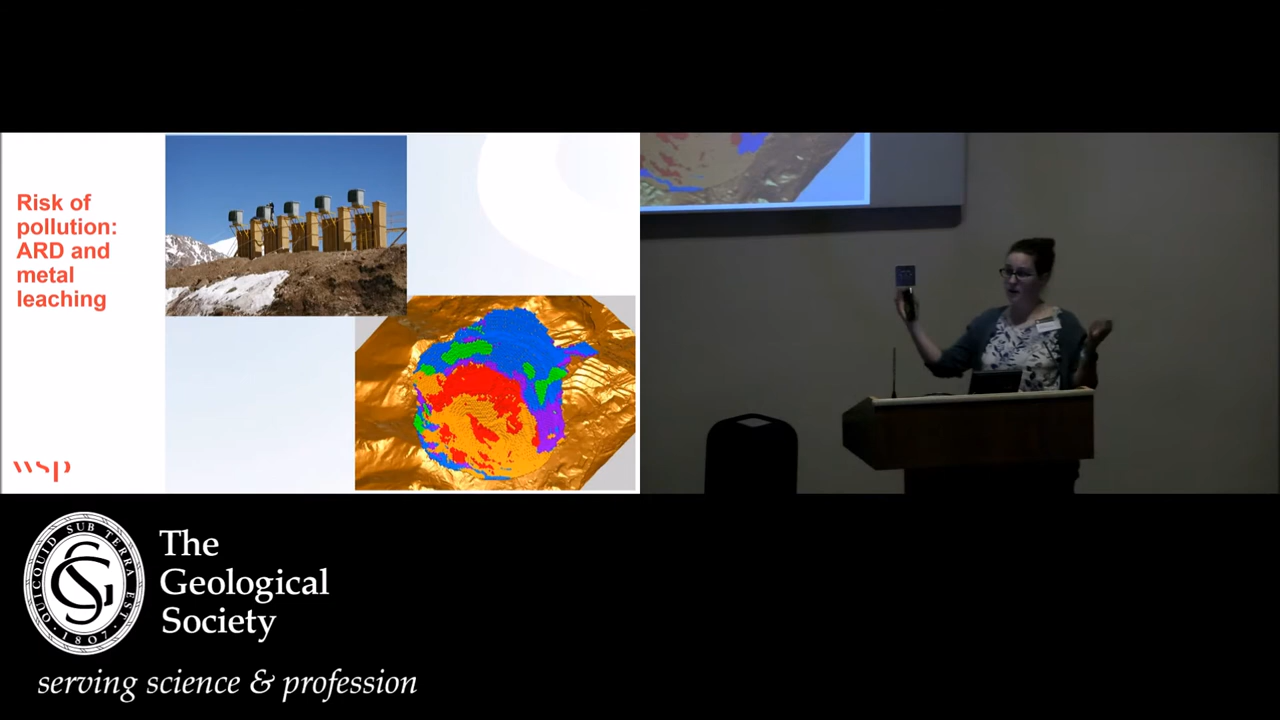 Risk of
pollution:
ARD and
metal
leaching
wsp
QUICQUID SUB TERRA EST
GS
· 1807 ·
The
Geological
Society
serving science & profession